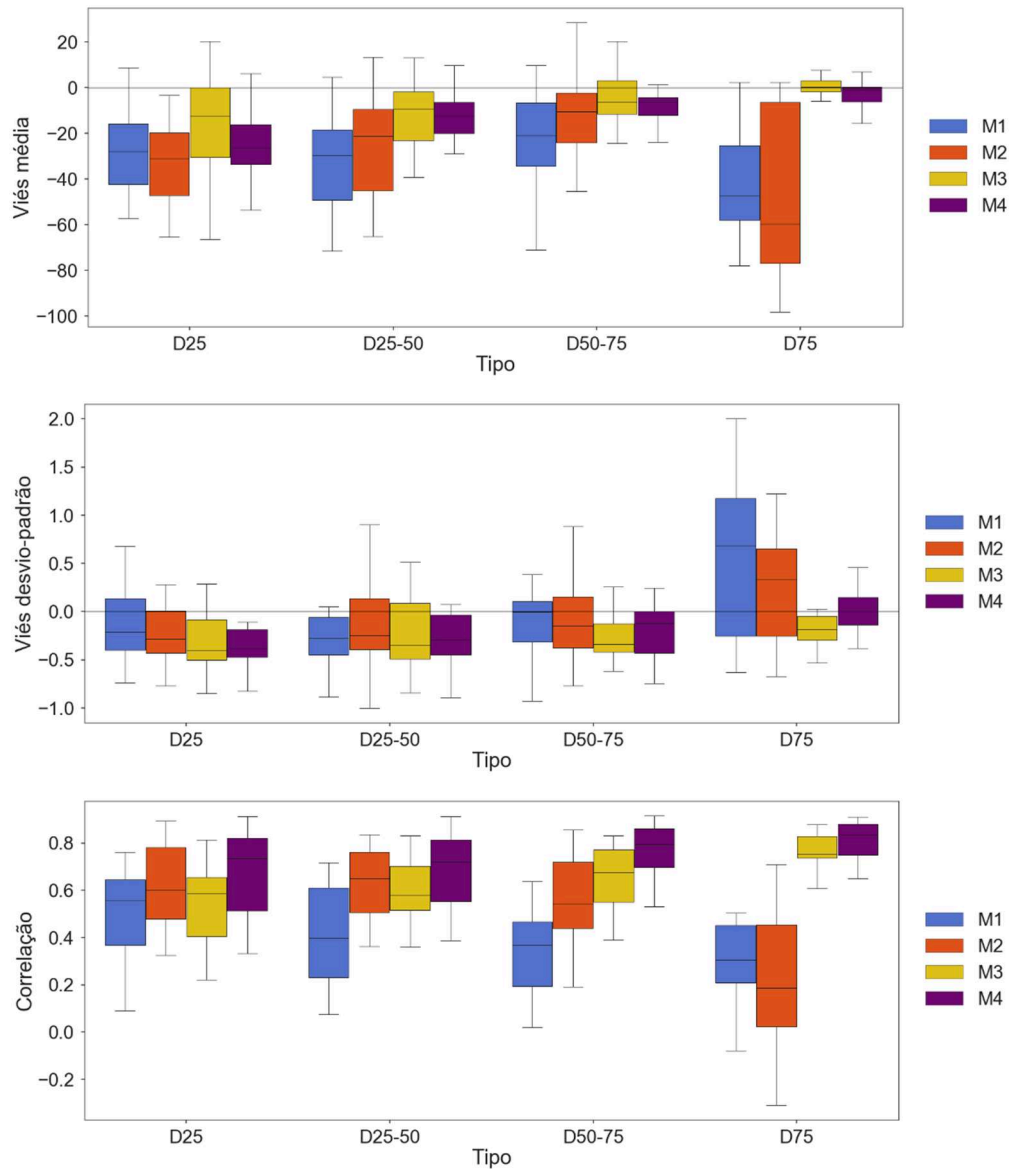 Viés média
20
0
−20
−40
−60
−80
−100
D25 D25-50 D50-75 D75
Tipo
M1
M2
M3
M4
Viés desvio-padrão
2.0
1.5
1.0
0.5
0.0
−0.5
−1.0
D25 D25-50 D50-75 D75
Tipo
M1
M2
M3
M4
Correlação
0.8
0.6
0.4
0.2
0.0
−0.2
D25 D25-50 D50-75 D75
Tipo
M1
M2
M3
M4